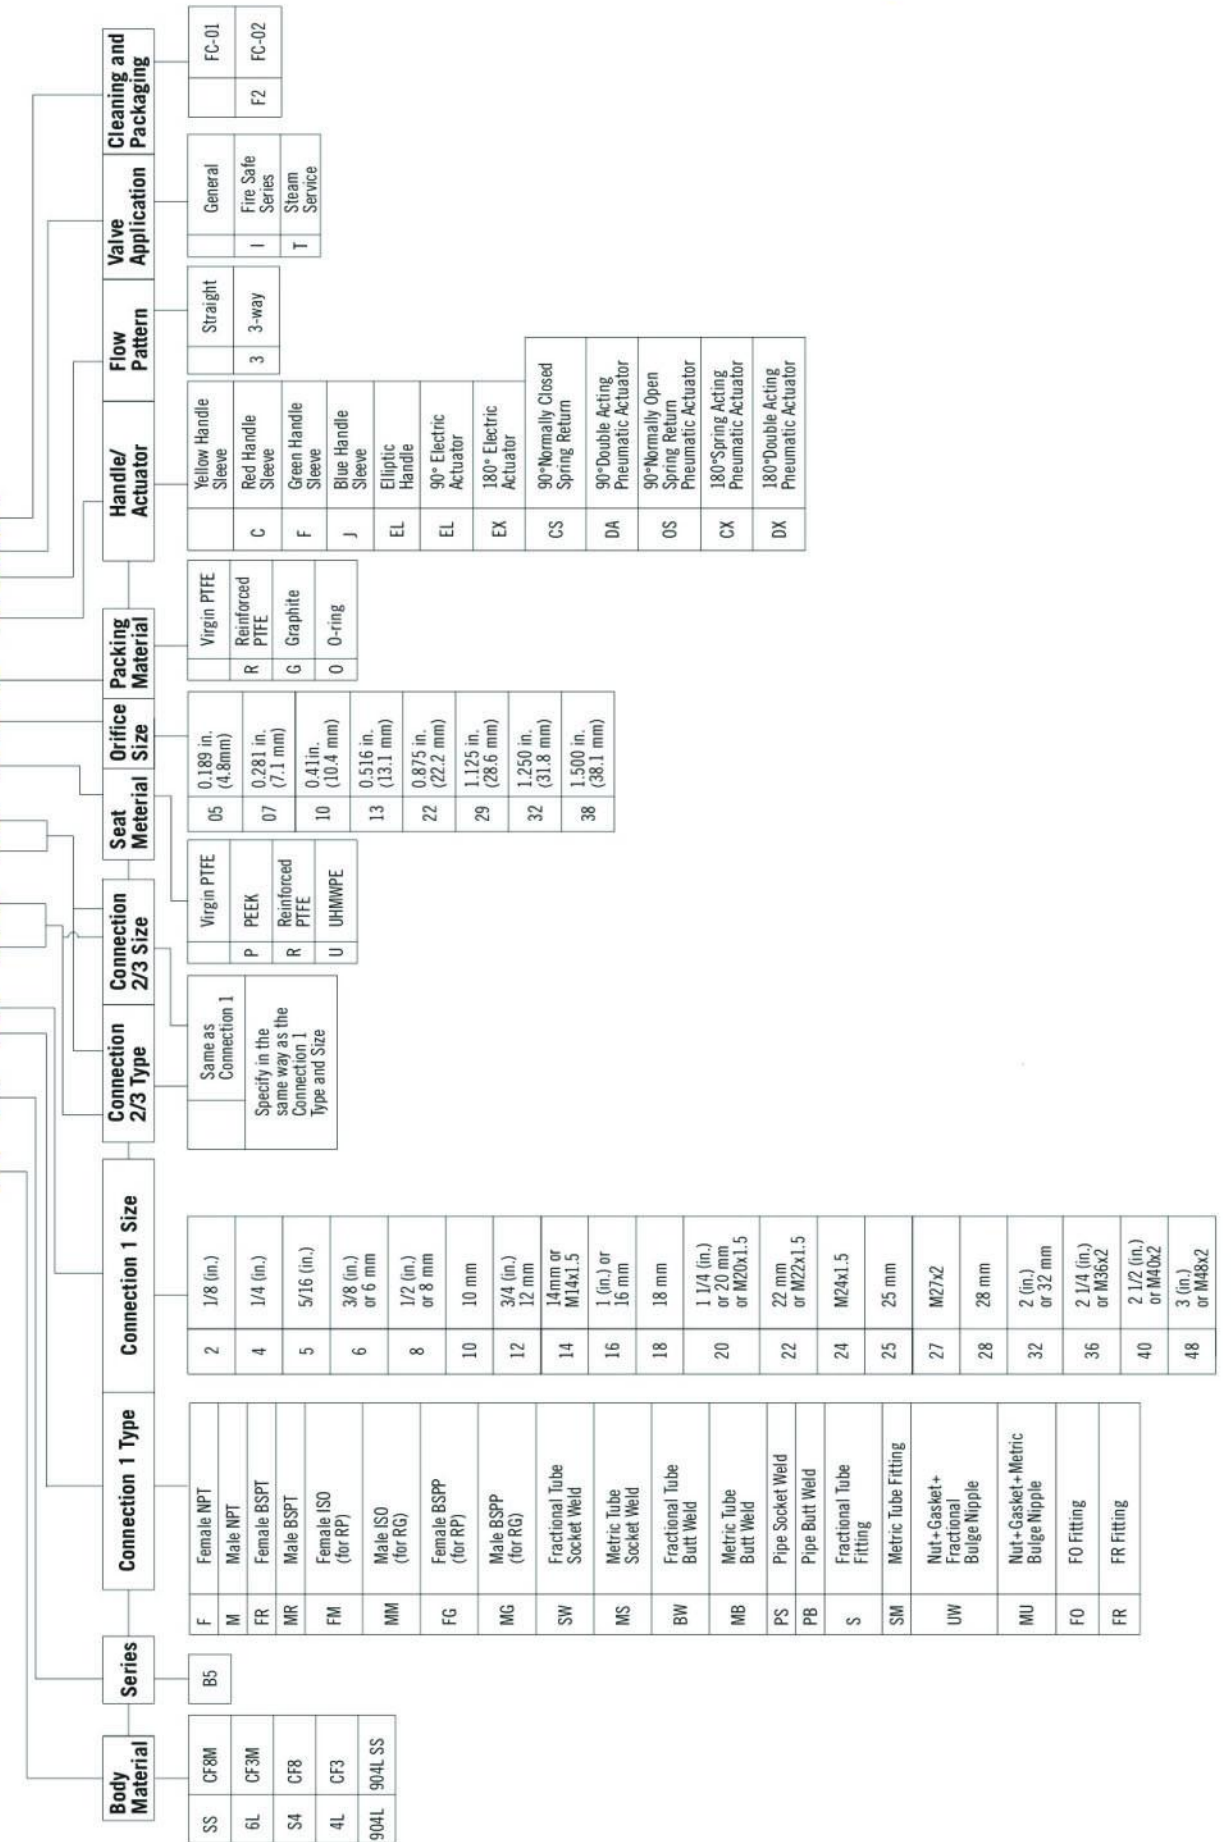 Body
Material
Series
Connection 1 Type
Connection 1 Size
Connection
2/3 Type
Connection
2/3 Size
Seat
Meterial
Orifice
Size
Packing
Material
Handle/
Actuator
Flow
Pattern
Valve
Application
Cleaning and
Packaging
SS CF8M
6L CF3M
S4 CF8
4L CF3
904L 904L SS
B5
F Female NPT
M Male NPT
FR Female BSPT
MR Male BSPT
FM Female ISO
(for RP)
MM Male ISO
(for RG)
FG Female BSPP
(for RP)
MG Male BSPP
(for RG)
SW Fractional Tube
Socket Weld
MS Metric Tube
Socket Weld
BW Fractional Tube
Butt Weld
MB Metric Tube
Butt Weld
PS Pipe Socket Weld
PB Pipe Butt Weld
S Fractional Tube
Fitting
SM Metric Tube Fitting
UW Nut+Gasket+
Fractional
Bulge Nipple
MU Nut+Gasket+Metric
Bulge Nipple
FO FO Fitting
FR FR Fitting
2 1/8 (in.)
4 1/4 (in.)
5 5/16 (in.)
6 3/8 (in.)
or 6 mm
8 1/2 (in.)
or 8 mm
10 10 mm
12 3/4 (in.)
12 mm
14 14mm or
M14x1.5
16 1 (in.) or
16 mm
18 18 mm
20 1 1/4 (in.)
or 20 mm
or M20x1.5
22 22 mm
or M22x1.5
24 M24x1.5
25 25 mm
27 M27x2
28 28 mm
32 2 (in.)
or 32 mm
36 2 1/4 (in.)
or M36x2
40 2 1/2 (in.)
or M40x2
48 3 (in.)
or M48x2
Same as
Connection 1
Specify in the
same way as the
Connection 1
Type and Size
Virgin PTFE
P PEEK
R Reinforced
PTFE
U UHMWPE
05 0.189 in.
(4.8mm)
07 0.281 in.
(7.1 mm)
10 0.41in.
(10.4 mm)
13 0.516 in.
(13.1 mm)
22 0.875 in.
(22.2 mm)
29 1.125 in.
(28.6 mm)
32 1.250 in.
(31.8 mm)
38 1.500 in.
(38.1 mm)
Virgin PTFE
R Reinforced
PTFE
G Graphite
O O-ring
Yellow Handle
Sleeve
C Red Handle
Sleeve
F Green Handle
Sleeve
J Blue Handle
Sleeve
EL Elliptic
Handle
EL 90° Electric
Actuator
EX 180° Electric
Actuator
CS 90°Normally Closed
Spring Return
DA 90°Double Acting
Pneumatic Actuator
OS 90°Normally Open
Spring Return
Pneumatic Actuator
CX 180°Spring Acting
Pneumatic Actuator
DX 180°Double Acting
Pneumatic Actuator
Straight
3 3-way
General
I Fire Safe
Series
T Steam
Service
FC-01
F2 FC-02